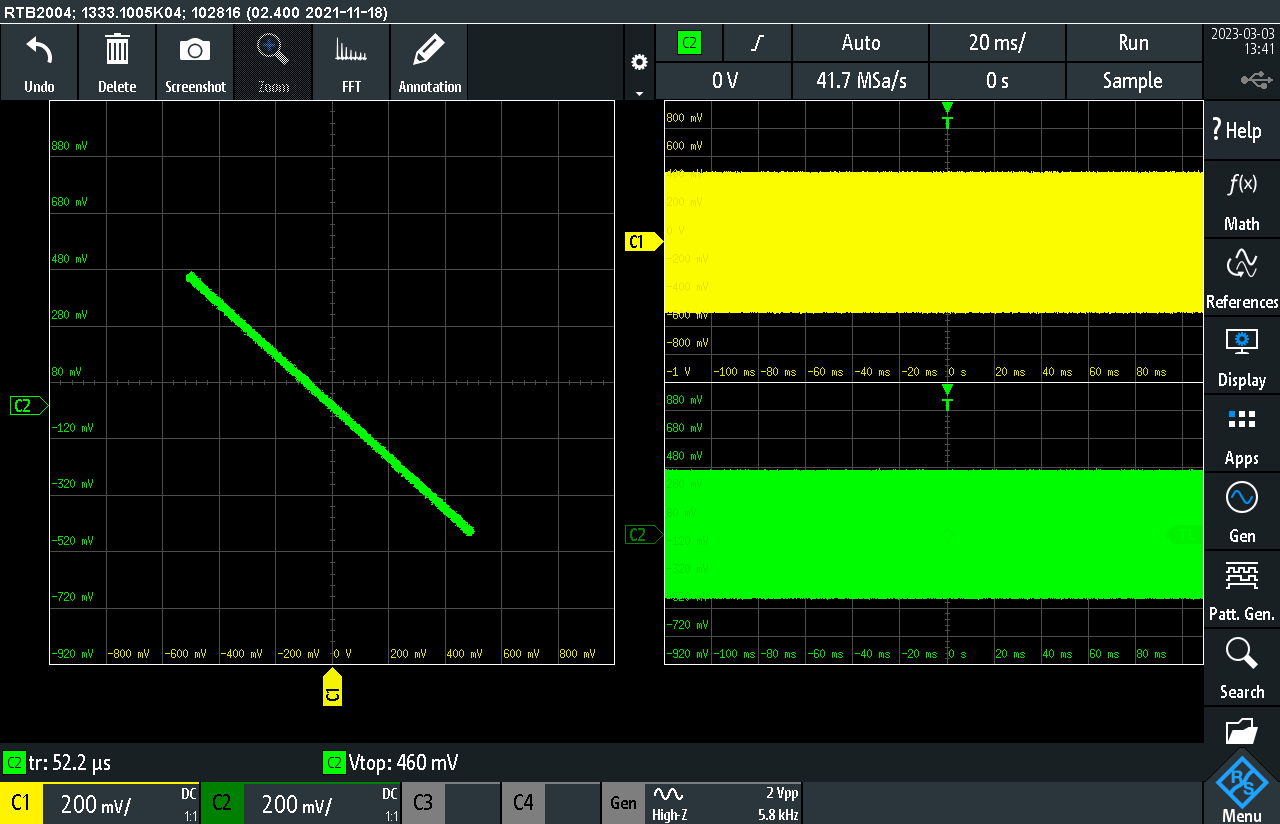 RTB2004; 1333.1005K04; 102816 (02.400 2021-11-18)
Undo Delete Screenshot Zoom FFT Annotation
C2 Auto 20 ms/ Run
0 V 41.7 MSa/s 0 s Sample
2023-03-03
13:41
880 mV
680 mV
480 mV
280 mV
80 mV
-120 mV
-320 mV
-520 mV
-720 mV
-920 mV -800 mV -600 mV -400 mV -200 mV 0 V 200 mV 400 mV 600 mV 800 mV
C2
C1
T
800 mV
600 mV
200 mV
0 V
-200 mV
-400 mV
-600 mV
-800 mV
-1 V -100 ms -80 ms -60 ms -40 ms -20 ms 0 s 20 ms 40 ms 60 ms 80 ms
C1
T
880 mV
680 mV
480 mV
280 mV
80 mV
-120 mV
-320 mV
-720 mV
-920 mV -100 ms -80 ms -60 ms -40 ms -20 ms 0 s 20 ms 40 ms 60 ms 80 ms
C2
TL
? Help
f(x)
Math
References
Display
Apps
Gen
Patt. Gen.
Search
R S
Menu
C2 tr: 52.2 µs C2 Vtop: 460 mV
C1 200 mV/ DC 1:1
C2 200 mV/ DC 1:1
C3 C4
Gen High-Z 2 Vpp 5.8 kHz